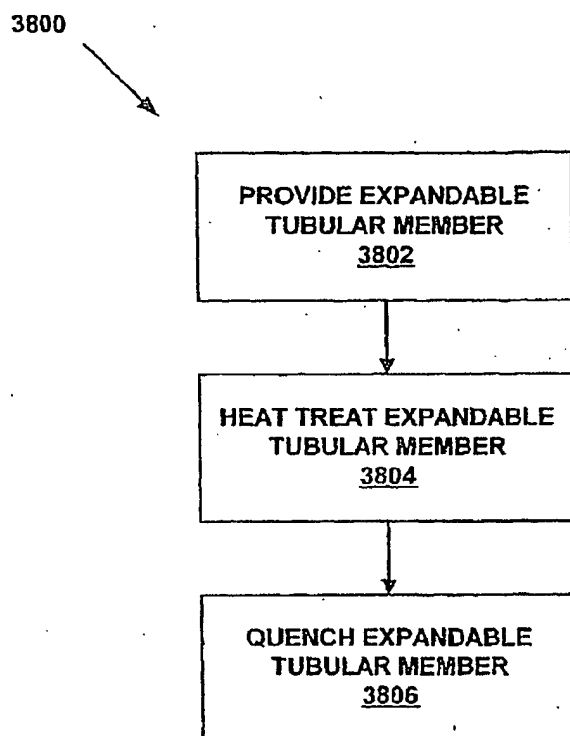 3800
PROVIDE EXPANDABLE
TUBULAR MEMBER
3802
HEAT TREAT EXPANDABLE
TUBULAR MEMBER
3804
QUENCH EXPANDABLE
TUBULAR MEMBER
3806